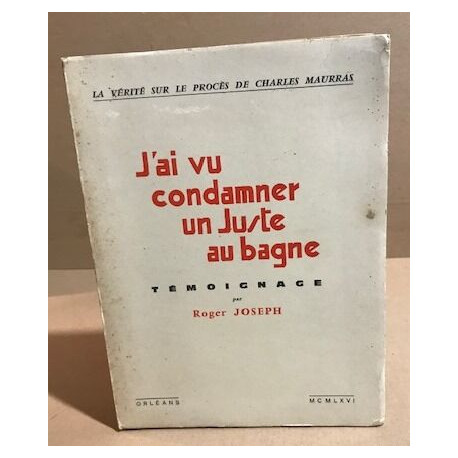 LA VÉRITÉ SUR LE PROCÈS DE CHARLES MAURRAS
J'ai vu
condamner
un Juste
au bagne
TÉMOIGNAGE
par
Roger JOSEPH
ORLÉANS MCMLXVI